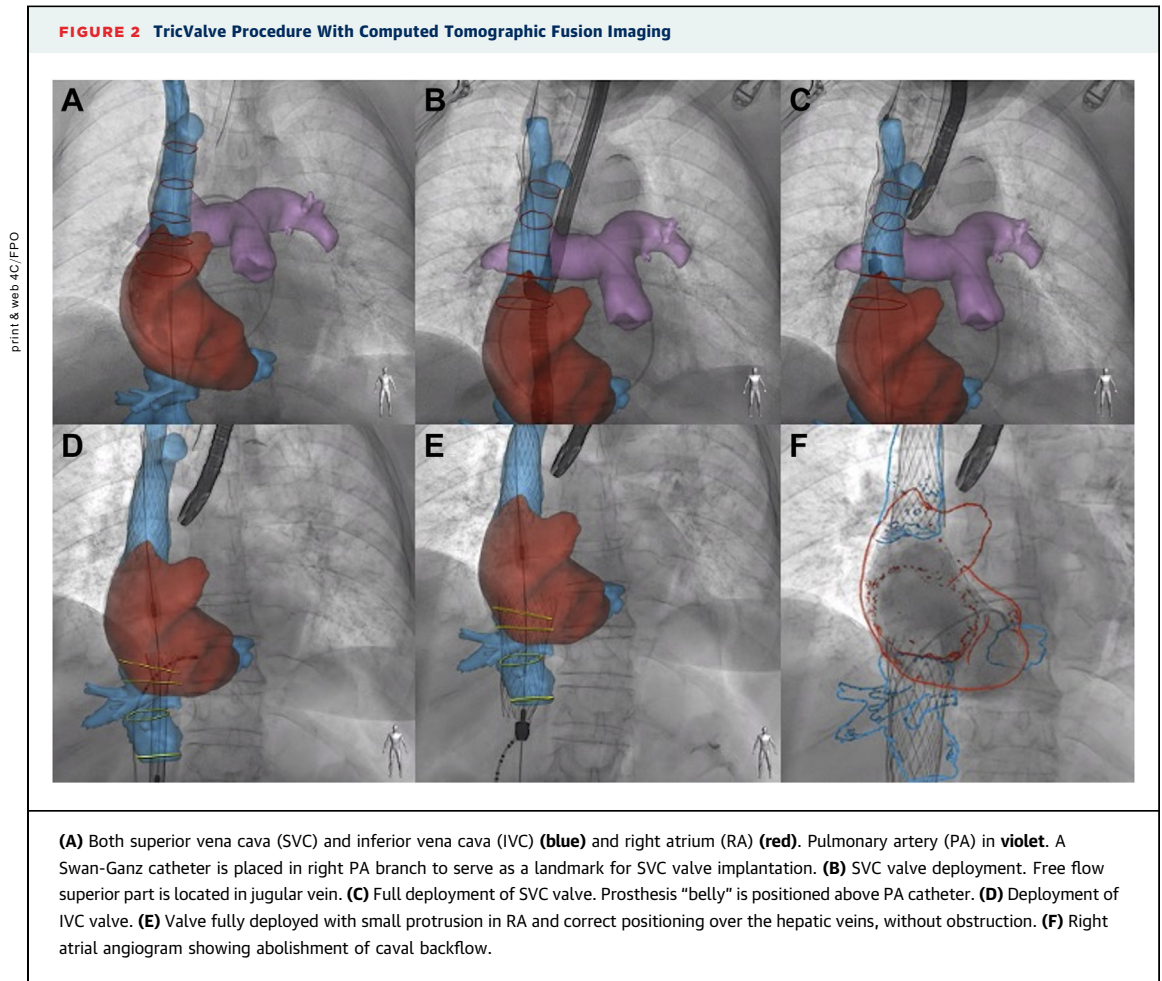 FIGURE 2 TricValve Procedure With Computed Tomographic Fusion Imaging
print & web 4C/FPO
A
B
C
D
E
F
(A) Both superior vena cava (SVC) and inferior vena cava (IVC) (blue) and right atrium (RA) (red). Pulmonary artery (PA) in violet. A
Swan-Ganz catheter is placed in right PA branch to serve as a landmark for SVC valve implantation. (B) SVC valve deployment. Free flow
superior part is located in jugular vein. (C) Full deployment of SVC valve. Prosthesis “belly” is positioned above PA catheter. (D) Deployment of
IVC valve. (E) Valve fully deployed with small protrusion in RA and correct positioning over the hepatic veins, without obstruction. (F) Right
atrial angiogram showing abolishment of caval backflow.